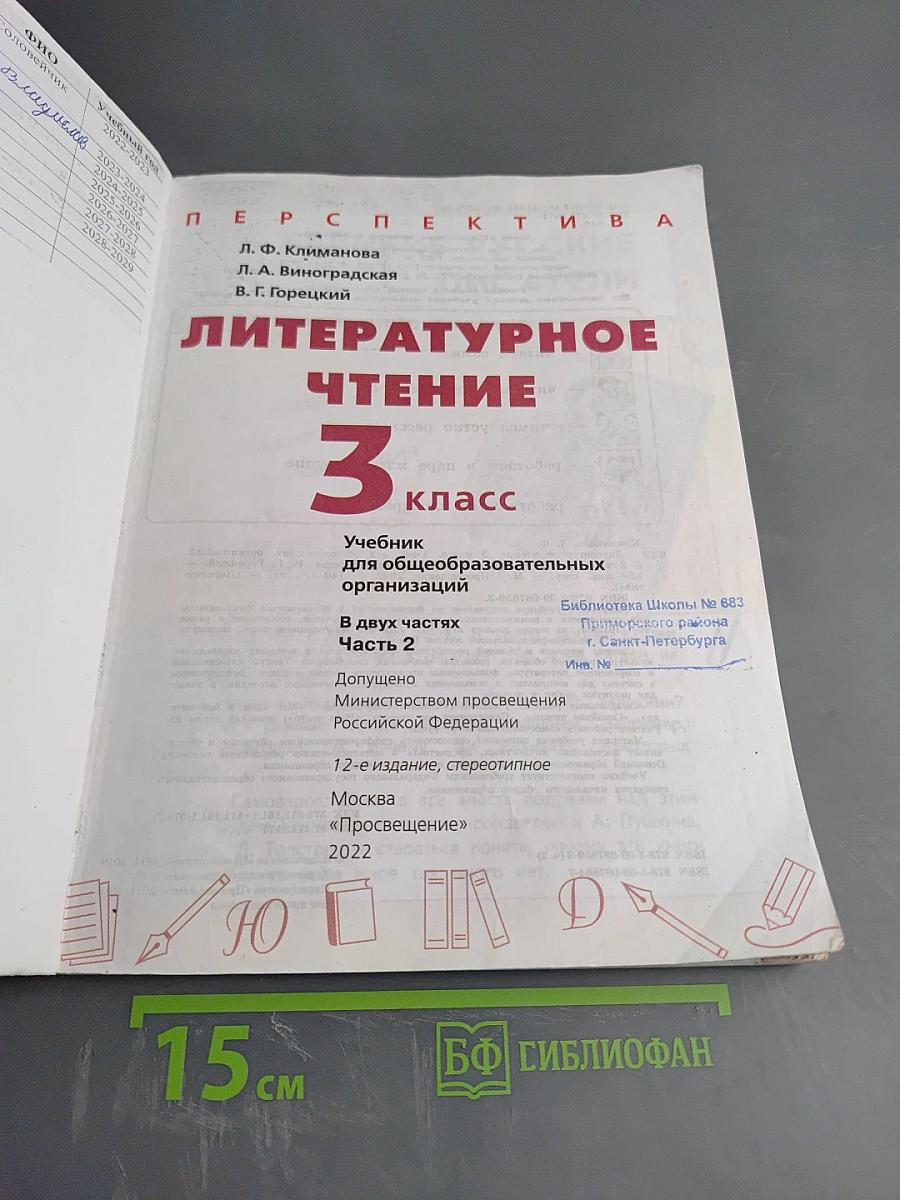 ФИО
Соловейчик
Учебный год
2022-2023
2023-2024
2024-2025
2025-2026
2026-2027
2027-2028
2028-2029
ПЕРСПЕКТИВА
Л. Ф. Климанова
Л. А. Виноградская
В. Г. Горецкий
ЛИТЕРАТУРНОЕ
ЧТЕНИЕ
3 класс
Учебник
для общеобразовательных
организаций
В двух частях
Часть 2
Библиотека Школы № 683
Приморского района
г. Санкт-Петербурга
Инв. №
Допущено
Министерством просвещения
Российской Федерации
12-е издание, стереотипное
Москва
«Просвещение»
2022
Ю
Д
15 см
БФ БИБЛИОФАН